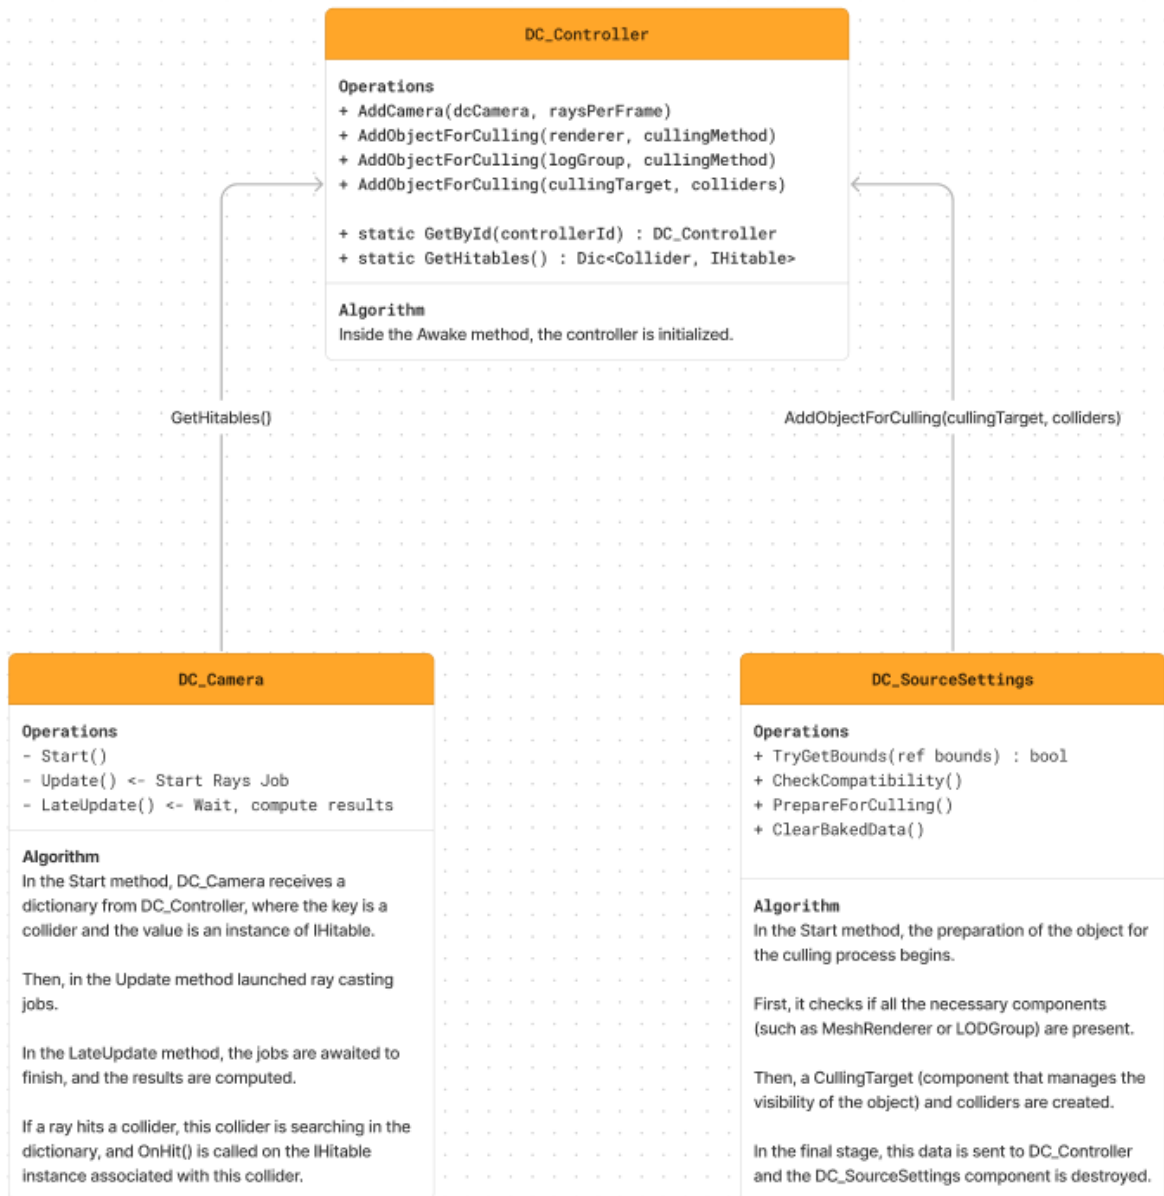 DC_Controller
Operations
+ AddCamera(dcCamera, raysPerFrame)
+ AddObjectForCulling(renderer, cullingMethod)
+ AddObjectForCulling(logGroup, cullingMethod)
+ AddObjectForCulling(cullingTarget, colliders)
+ static GetById(controllerId) : DC_Controller
+ static GetHitables() : Dic<Collider, IHitable>
Algorithm
Inside the Awake method, the controller is initialized.
GetHitables()
AddObjectForCulling(cullingTarget, colliders)
DC_Camera
Operations
- Start()
- Update() <- Start Rays Job
- LateUpdate() <- Wait, compute results
Algorithm
In the Start method, DC_Camera receives a
dictionary from DC_Controller, where the key is a
collider and the value is an instance of IHitable.
Then, in the Update method launched ray casting
jobs.
In the LateUpdate method, the jobs are awaited to
finish, and the results are computed.
If a ray hits a collider, this collider is searching in the
dictionary, and OnHit() is called on the IHitable
instance associated with this collider.
DC_SourceSettings
Operations
+ TryGetBounds(ref bounds) : bool
+ CheckCompatibility()
+ PrepareForCulling()
+ ClearBakedData()
Algorithm
In the Start method, the preparation of the object for
the culling process begins.
First, it checks if all the necessary components
(such as MeshRenderer or LODGroup) are present.
Then, a CullingTarget (component that manages the
visibility of the object) and colliders are created.
In the final stage, this data is sent to DC_Controller
and the DC_SourceSettings component is destroyed.